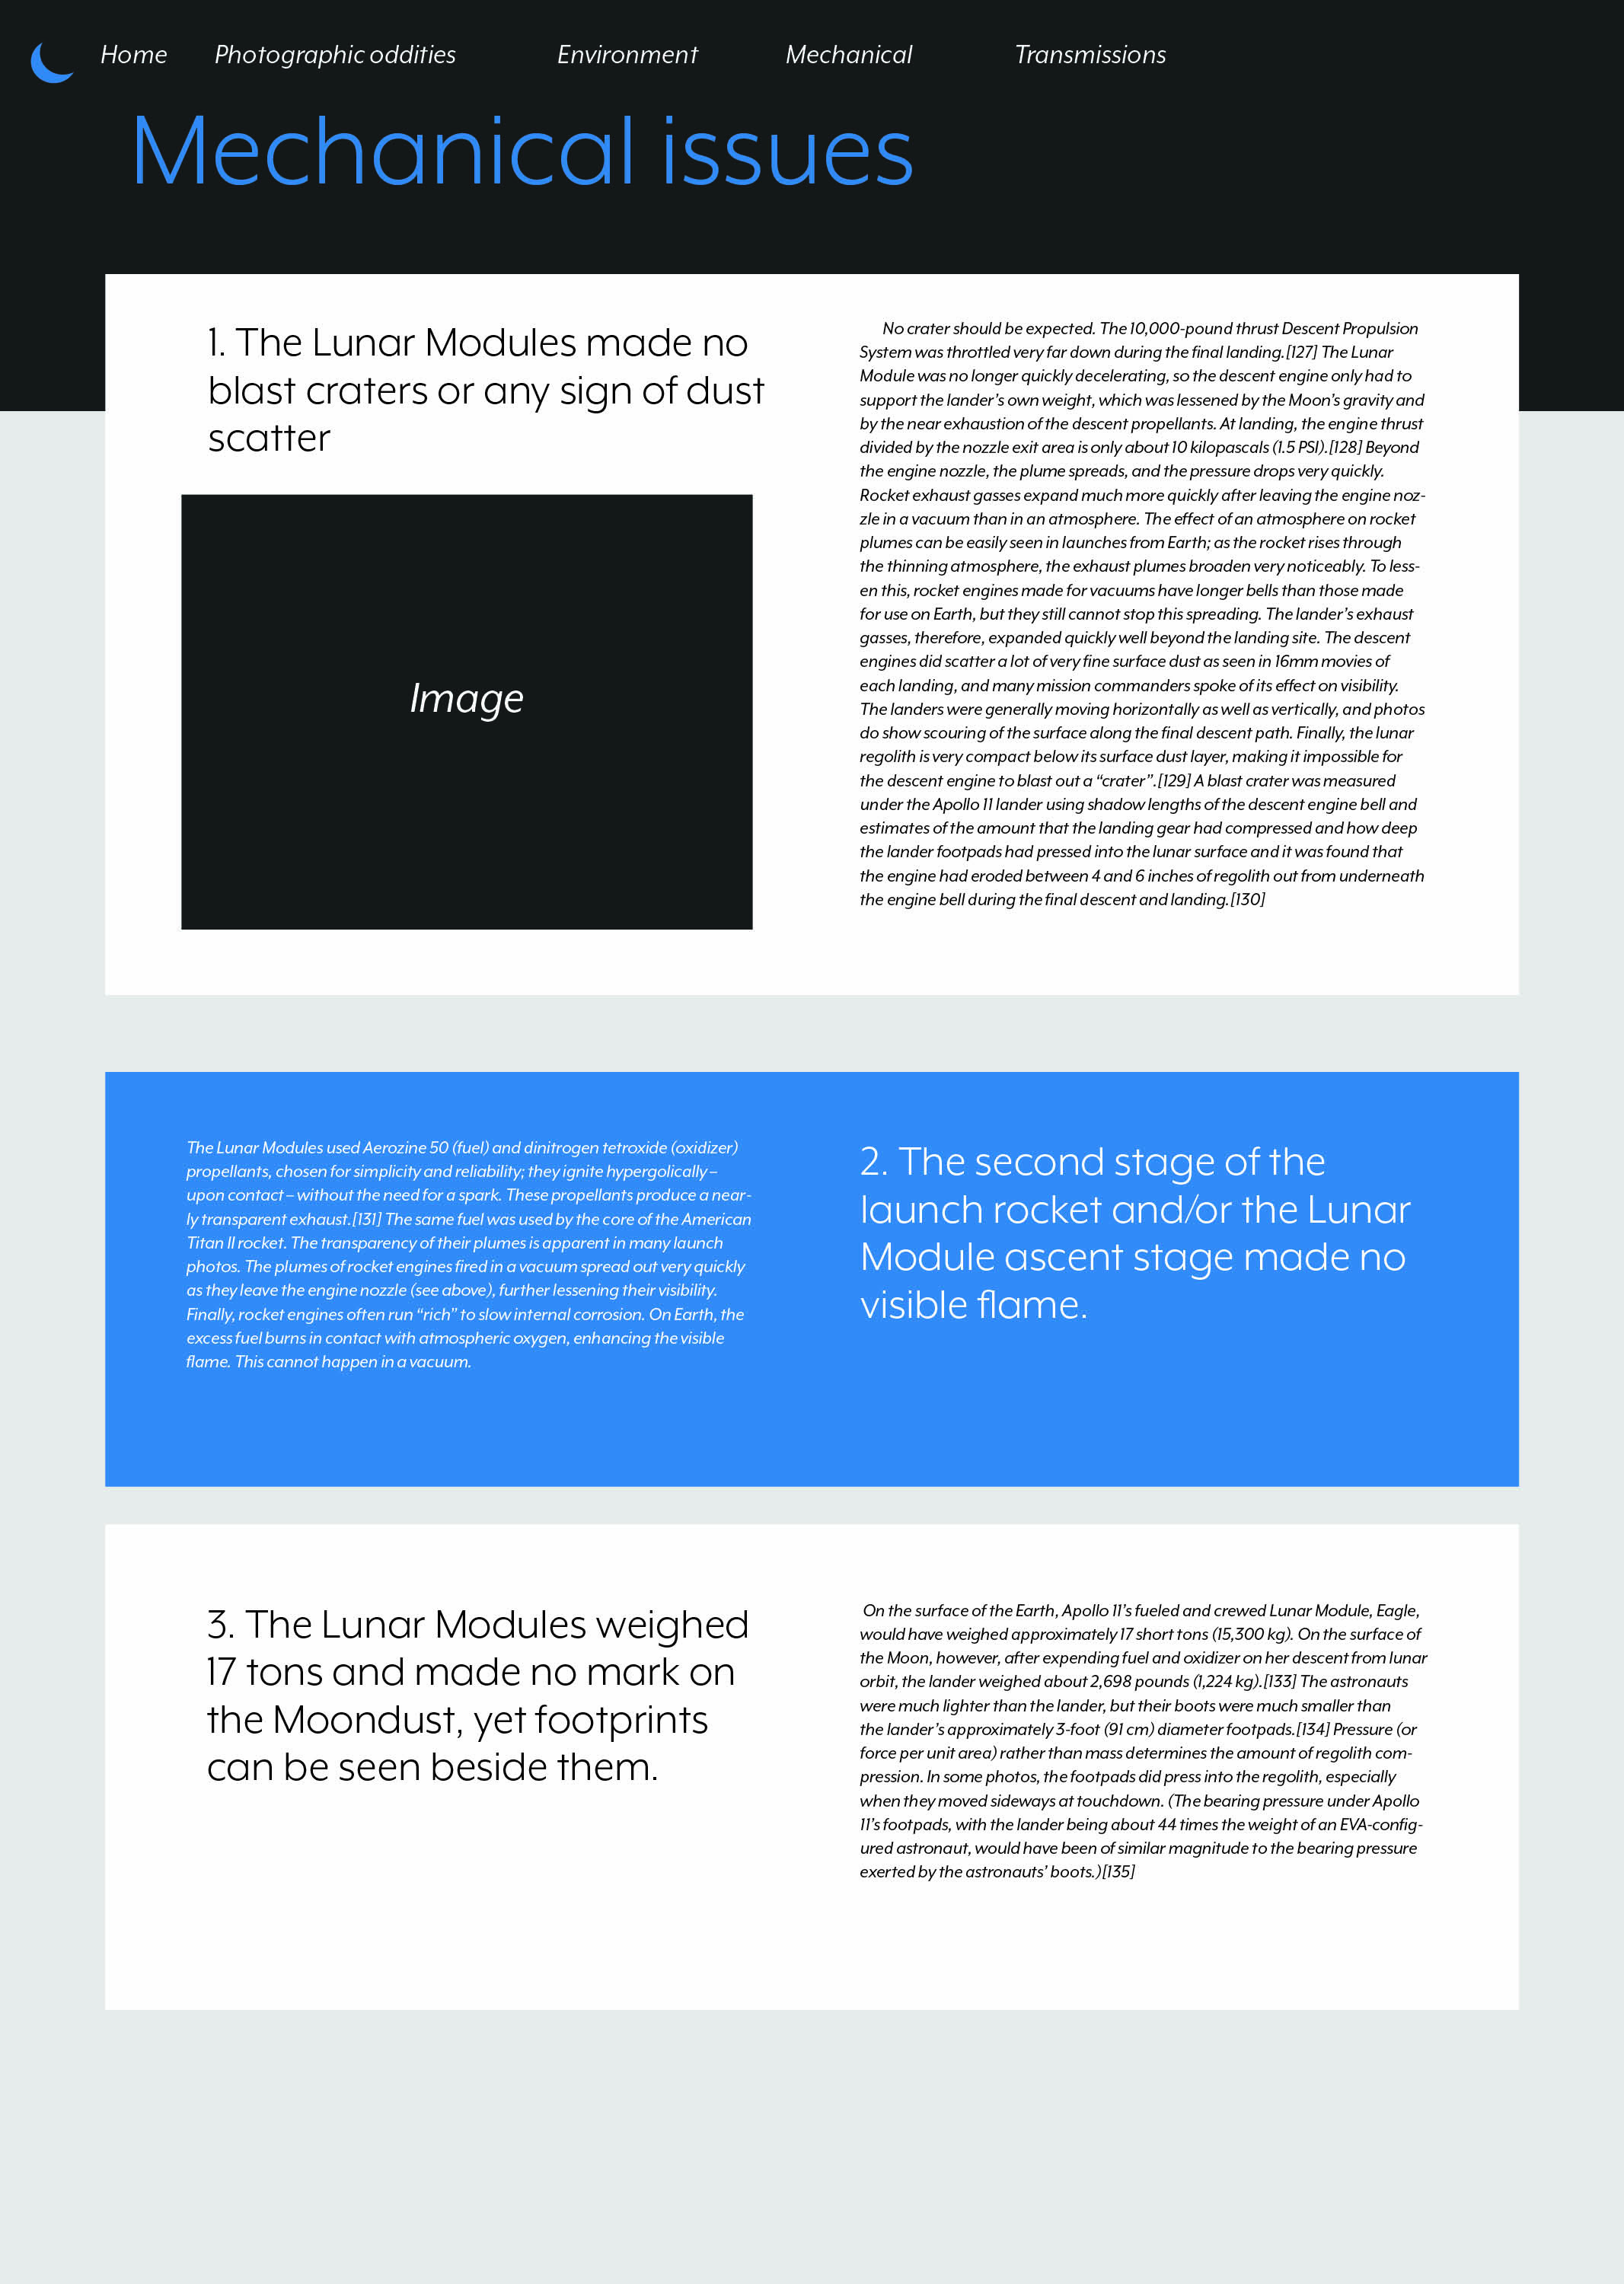 Home Photographic oddities Environment Mechanical Transmissions
Mechanical issues
1. The Lunar Modules made no
blast craters or any sign of dust
scatter
Image
No crater should be expected. The 10,000-pound thrust Descent Propulsion
System was throttled very far down during the final landing.[127] The Lunar
Module was no longer quickly decelerating, so the descent engine only had to
support the lander’s own weight, which was lessened by the Moon’s gravity and
by the near exhaustion of the descent propellants. At landing, the engine thrust
divided by the nozzle exit area is only about 10 kilopascals (1.5 PSI).[128] Beyond
the engine nozzle, the plume spreads, and the pressure drops very quickly.
Rocket exhaust gasses expand much more quickly after leaving the engine noz-
zle in a vacuum than in an atmosphere. The effect of an atmosphere on rocket
plumes can be easily seen in launches from Earth; as the rocket rises through
the thinning atmosphere, the exhaust plumes broaden very noticeably. To less-
en this, rocket engines made for vacuums have longer bells than those made
for use on Earth, but they still cannot stop this spreading. The lander’s exhaust
gasses, therefore, expanded quickly well beyond the landing site. The descent
engines did scatter a lot of very fine surface dust as seen in 16mm movies of
each landing, and many mission commanders spoke of its effect on visibility.
The landers were generally moving horizontally as well as vertically, and photos
do show scouring of the surface along the final descent path. Finally, the lunar
regolith is very compact below its surface dust layer, making it impossible for
the descent engine to blast out a “crater”.[129] A blast crater was measured
under the Apollo 11 lander using shadow lengths of the descent engine bell and
estimates of the amount that the landing gear had compressed and how deep
the lander footpads had pressed into the lunar surface and it was found that
the engine had eroded between 4 and 6 inches of regolith out from underneath
the engine bell during the final descent and landing.[130]
The Lunar Modules used Aerozine 50 (fuel) and dinitrogen tetroxide (oxidizer)
propellants, chosen for simplicity and reliability; they ignite hypergolically –
upon contact – without the need for a spark. These propellants produce a near-
ly transparent exhaust.[131] The same fuel was used by the core of the American
Titan II rocket. The transparency of their plumes is apparent in many launch
photos. The plumes of rocket engines fired in a vacuum spread out very quickly
as they leave the engine nozzle (see above), further lessening their visibility.
Finally, rocket engines often run “rich” to slow internal corrosion. On Earth, the
excess fuel burns in contact with atmospheric oxygen, enhancing the visible
flame. This cannot happen in a vacuum.
2. The second stage of the
launch rocket and/or the Lunar
Module ascent stage made no
visible flame.
3. The Lunar Modules weighed
17 tons and made no mark on
the Moondust, yet footprints
can be seen beside them.
On the surface of the Earth, Apollo 11’s fueled and crewed Lunar Module, Eagle,
would have weighed approximately 17 short tons (15,300 kg). On the surface of
the Moon, however, after expending fuel and oxidizer on her descent from lunar
orbit, the lander weighed about 2,698 pounds (1,224 kg).[133] The astronauts
were much lighter than the lander, but their boots were much smaller than
the lander’s approximately 3-foot (91 cm) diameter footpads.[134] Pressure (or
force per unit area) rather than mass determines the amount of regolith com-
pression. In some photos, the footpads did press into the regolith, especially
when they moved sideways at touchdown. (The bearing pressure under Apollo
11’s footpads, with the lander being about 44 times the weight of an EVA-config-
ured astronaut, would have been of similar magnitude to the bearing pressure
exerted by the astronauts’ boots.)[135]